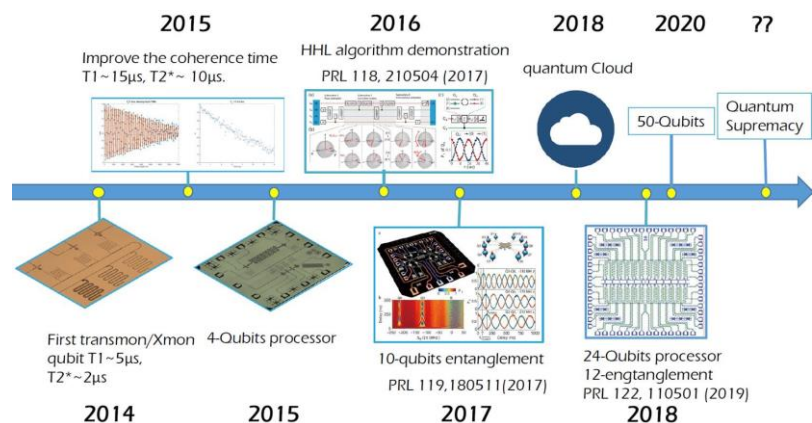 2015
2016
2018
2020
??
Improve the coherence time
T1~15μs, T2*~ 10μs.
HHL algorithm demonstration
PRL 118, 210504 (2017)
quantum Cloud
50-Qubits
Quantum
Supremacy
First transmon/Xmon
qubit T1~5μs,
T2*~2μs
4-Qubits processor
10-qubits entanglement
PRL 119,180511(2017)
24-Qubits processor
12-engtanglement
PRL 122, 110501 (2019)
2014
2015
2017
2018